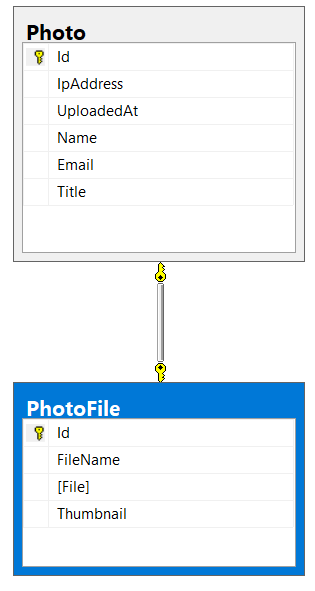 Photo
Id
IpAddress
UploadedAt
Name
Email
Title
PhotoFile
Id
FileName
[File]
Thumbnail